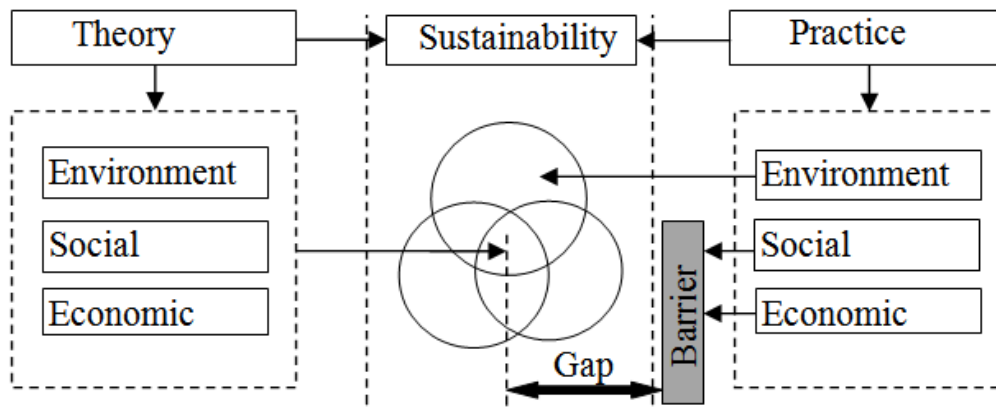 Theory
Sustainability
Practice
Environment
Social
Economic
Environment
Social
Economic
Barrier
Gap